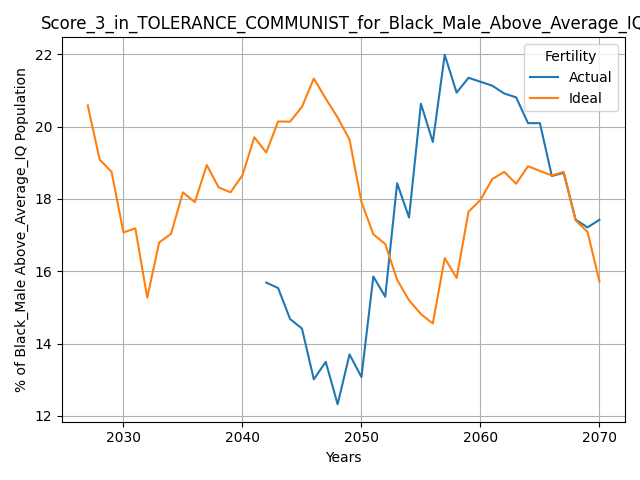 Score_3_in_TOLERANCE_COMMUNIST_for_Black_Male_Above_Average_IQ
Fertility
Actual
Ideal
% of Black_Male Above_Average_IQ Population
22
20
18
16
14
12
2030
2040
2050
2060
2070
Years